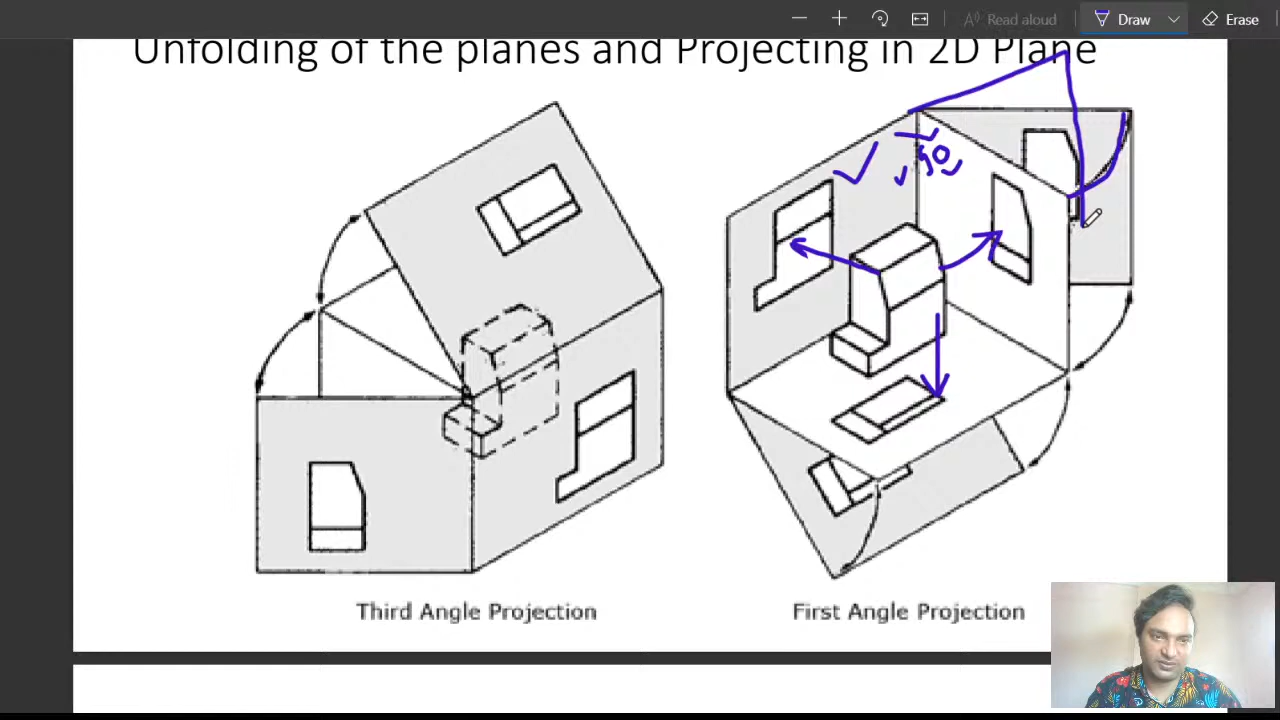 Read aloud
Draw
Erase
Unfolding of the planes and Projecting in 2D Plane
Third Angle Projection
First Angle Projection